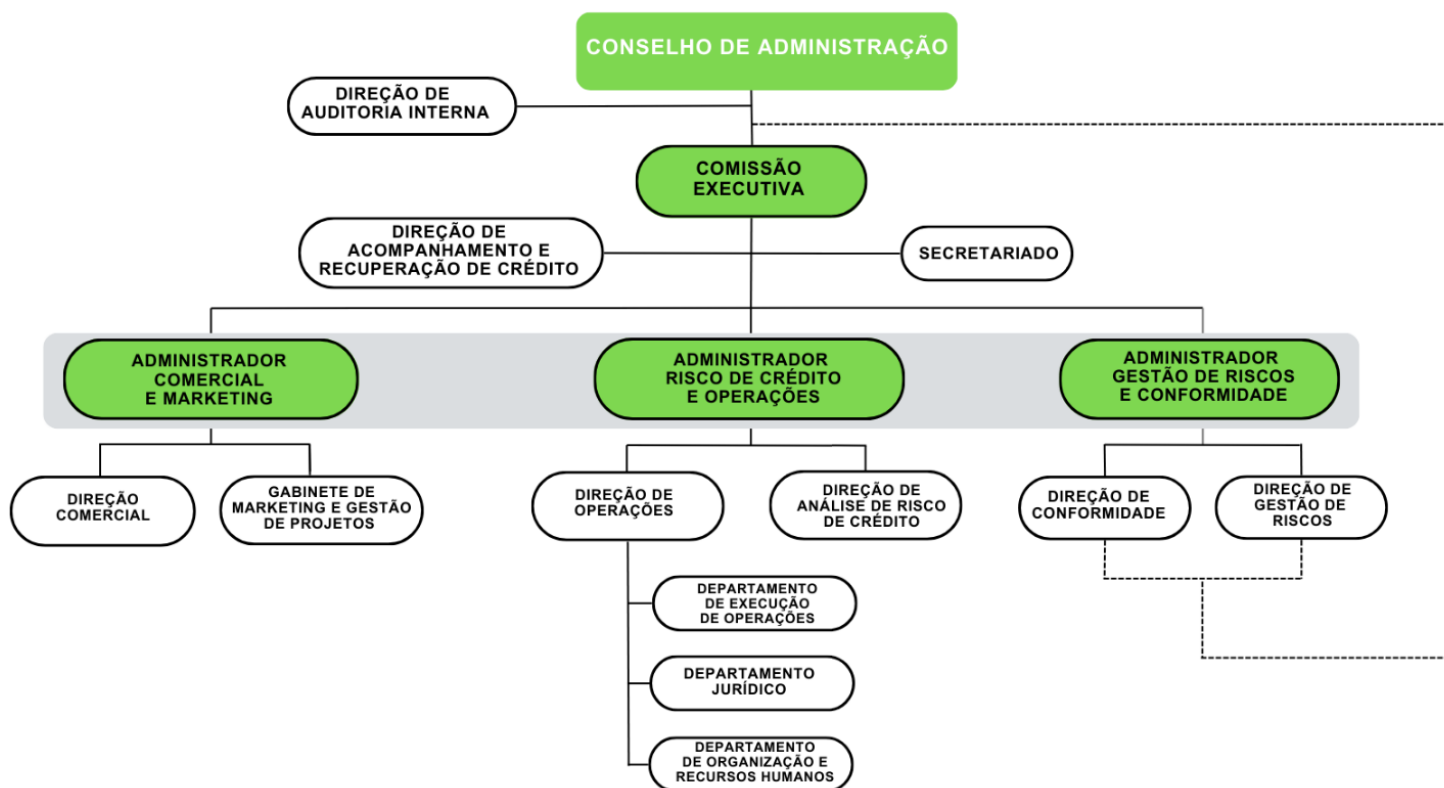 CONSELHO DE ADMINISTRAÇÃO
DIREÇÃO DE
AUDITORIA INTERNA
COMISSÃO
EXECUTIVA
DIREÇÃO DE
ACOMPANHAMENTO E
RECUPERAÇÃO DE CRÉDITO
SECRETARIADO
ADMINISTRADOR
COMERCIAL
E MARKETING
ADMINISTRADOR
RISCO DE CRÉDITO
E OPERAÇÕES
ADMINISTRADOR
GESTÃO DE RISCOS
E CONFORMIDADE
DIREÇÃO
COMERCIAL
GABINETE DE
MARKETING E GESTÃO
DE PROJETOS
DIREÇÃO DE
OPERAÇÕES
DIREÇÃO DE
ANÁLISE DE RISCO
DE CRÉDITO
DIREÇÃO DE
CONFORMIDADE
DIREÇÃO DE
GESTÃO DE
RISCOS
DEPARTAMENTO
DE EXECUÇÃO
DE OPERAÇÕES
DEPARTAMENTO
JURÍDICO
DEPARTAMENTO
DE ORGANIZAÇÃO E
RECURSOS HUMANOS